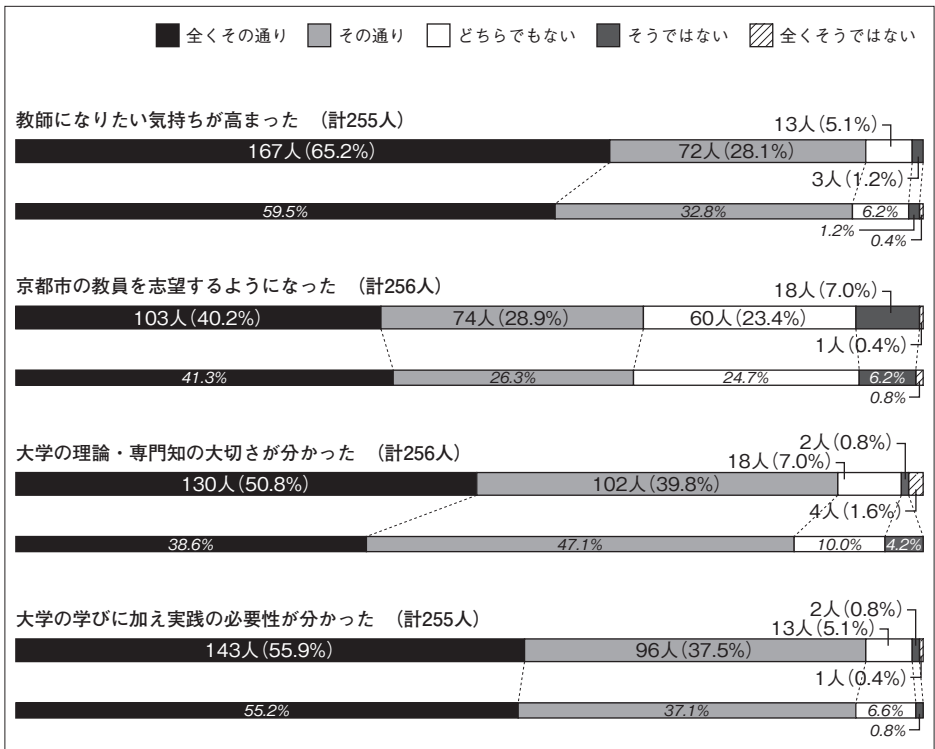 全くその通り その通り どちらでもない そうではない 全くそうではない
教師になりたい気持ちが高まった (計255人)
13人(5.1%)
167人(65.2%) 72人(28.1%)
3人(1.2%)
59.5% 32.8% 6.2%
1.2%
0.4%
京都市の教員を志望するようになった (計256人)
18人(7.0%)
103人(40.2%) 74人(28.9%) 60人(23.4%)
1人(0.4%)
41.3% 26.3% 24.7% 6.2%
0.8%
大学の理論・専門知の大切さが分かった (計256人)
2人(0.8%)
18人(7.0%)
130人(50.8%) 102人(39.8%)
4人(1.6%)
38.6% 47.1% 10.0% 4.2%
大学の学びに加え実践の必要性が分かった (計255人)
2人(0.8%)
13人(5.1%)
143人(55.9%) 96人(37.5%)
1人(0.4%)
55.2% 37.1% 6.6%
0.8%